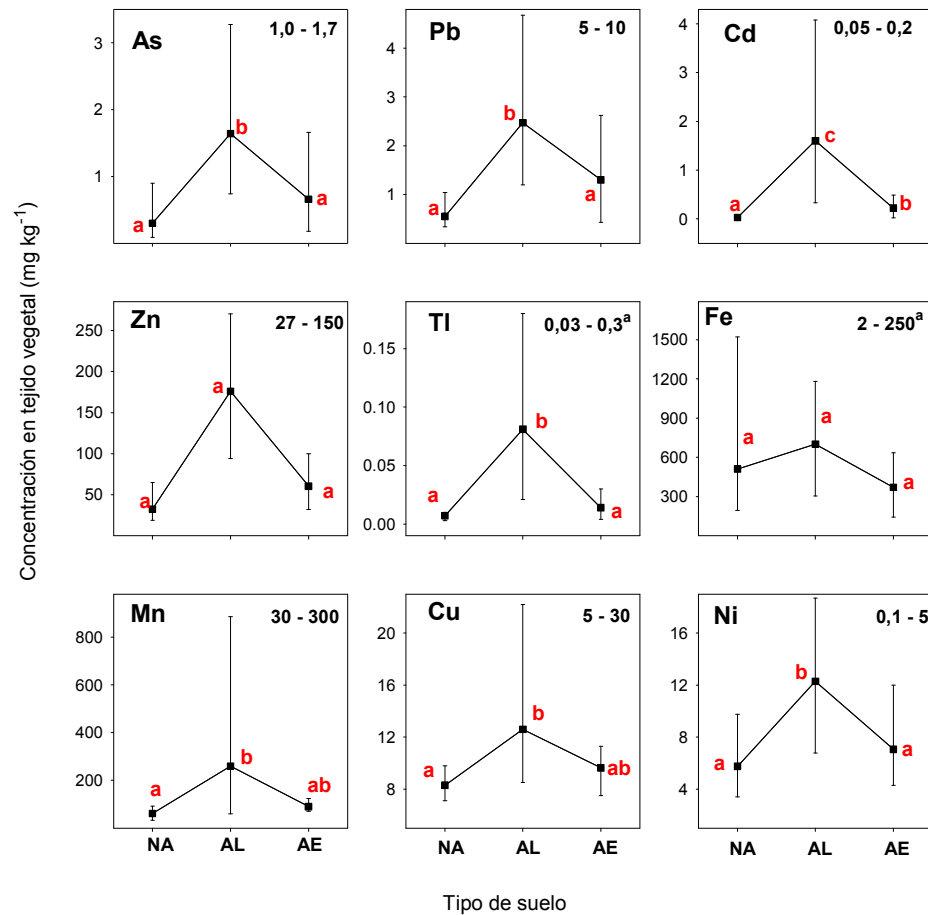 Concentración en tejido vegetal (mg kg⁻¹)
As 1,0 - 1,7
3
2
1
a b a
Pb 5 - 10
4
3
2
1
a b a
Cd 0,05 - 0,2
4
3
2
1
0
a c b
Zn 27 - 150
250
200
150
100
50
a a a
Tl 0,03 - 0,3ᵃ
0.15
0.10
0.05
0.00
a b a
Fe 2 - 250ᵃ
1500
1200
900
600
300
a a a
Mn 30 - 300
800
600
400
200
a b ab
NA AL AE
Cu 5 - 30
20
16
12
8
a b ab
NA AL AE
Ni 0,1 - 5
16
12
8
4
a b a
NA AL AE
Tipo de suelo